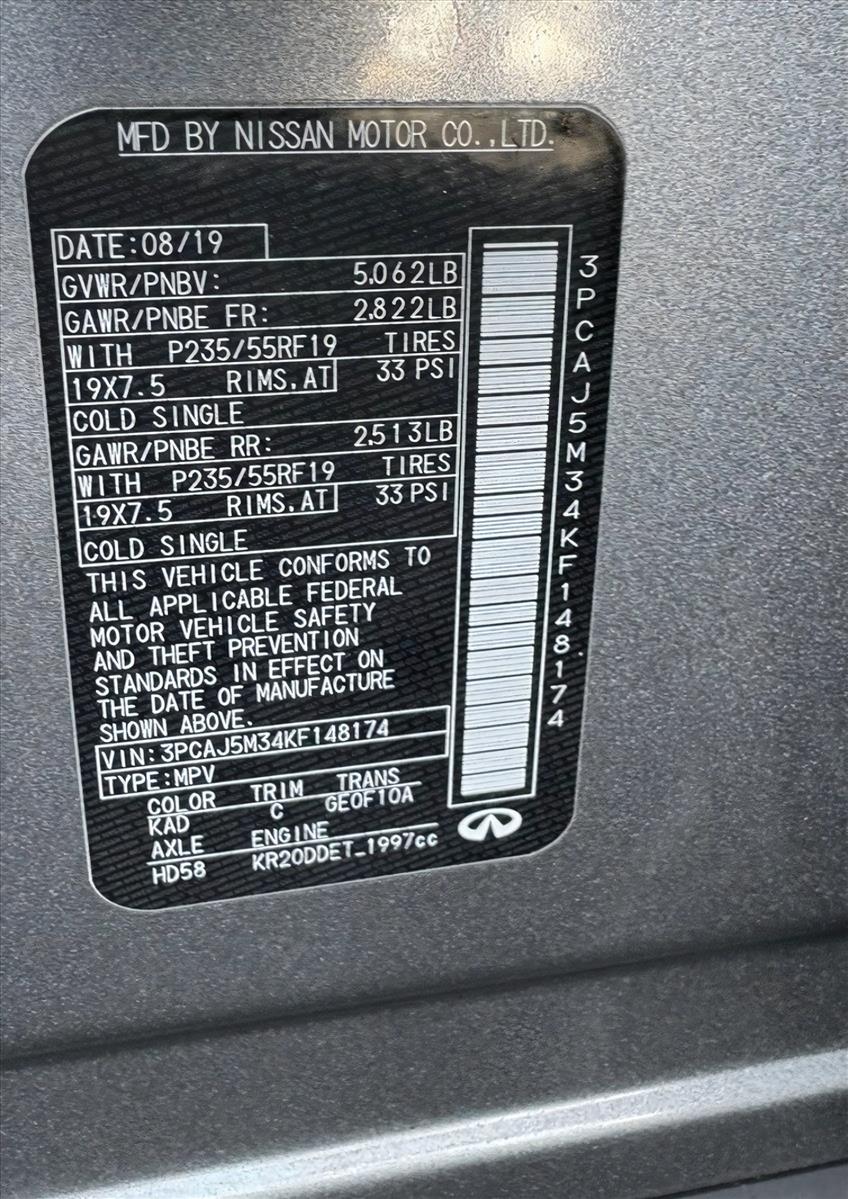 MFD BY NISSAN MOTOR CO.,LTD.
DATE:08/19
GVWR/PNBV: 5.062LB
GAWR/PNBE FR: 2.822LB
WITH P235/55RF19 TIRES
19X7.5 RIMS.AT 33 PSI
COLD SINGLE
GAWR/PNBE RR: 2.513LB
WITH P235/55RF19 TIRES
19X7.5 RIMS.AT 33 PSI
COLD SINGLE
THIS VEHICLE CONFORMS TO
ALL APPLICABLE FEDERAL
MOTOR VEHICLE SAFETY
AND THEFT PREVENTION
STANDARDS IN EFFECT ON
THE DATE OF MANUFACTURE
SHOWN ABOVE.
VIN:3PCAJ5M34KF148174
TYPE:MPV
COLOR TRIM TRANS
KAD C GEOF10A
AXLE ENGINE
HD58 KR20DDET_1997cc
3PCAJ5M34KF148174